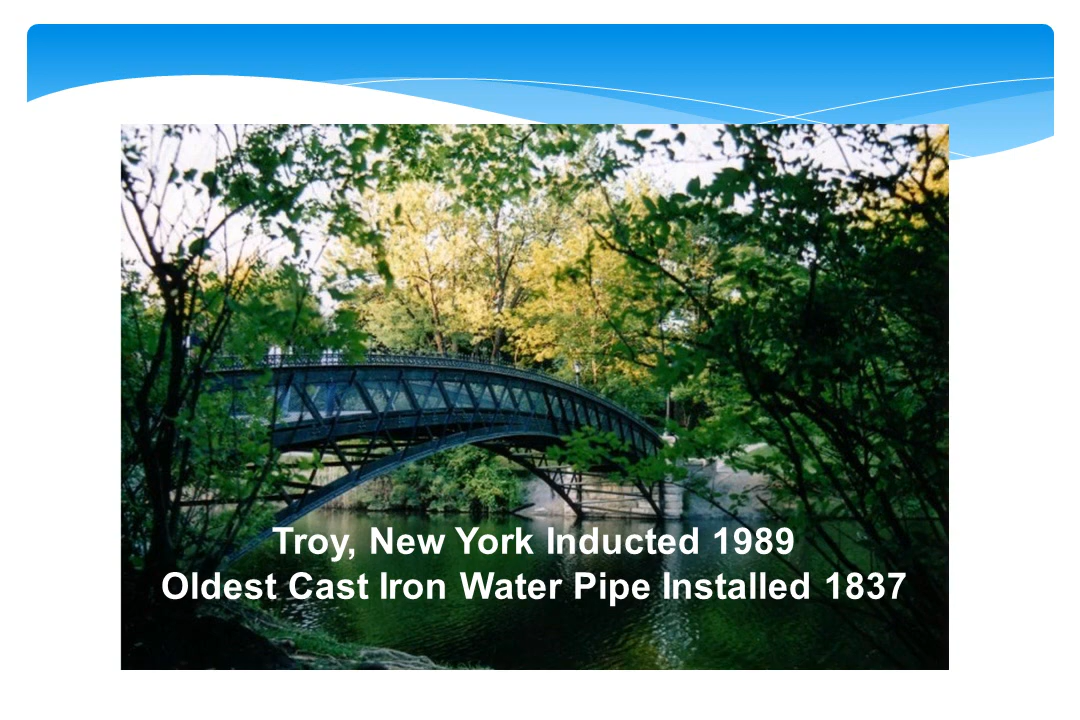 Troy, New York Inducted 1989
Oldest Cast Iron Water Pipe Installed 1837